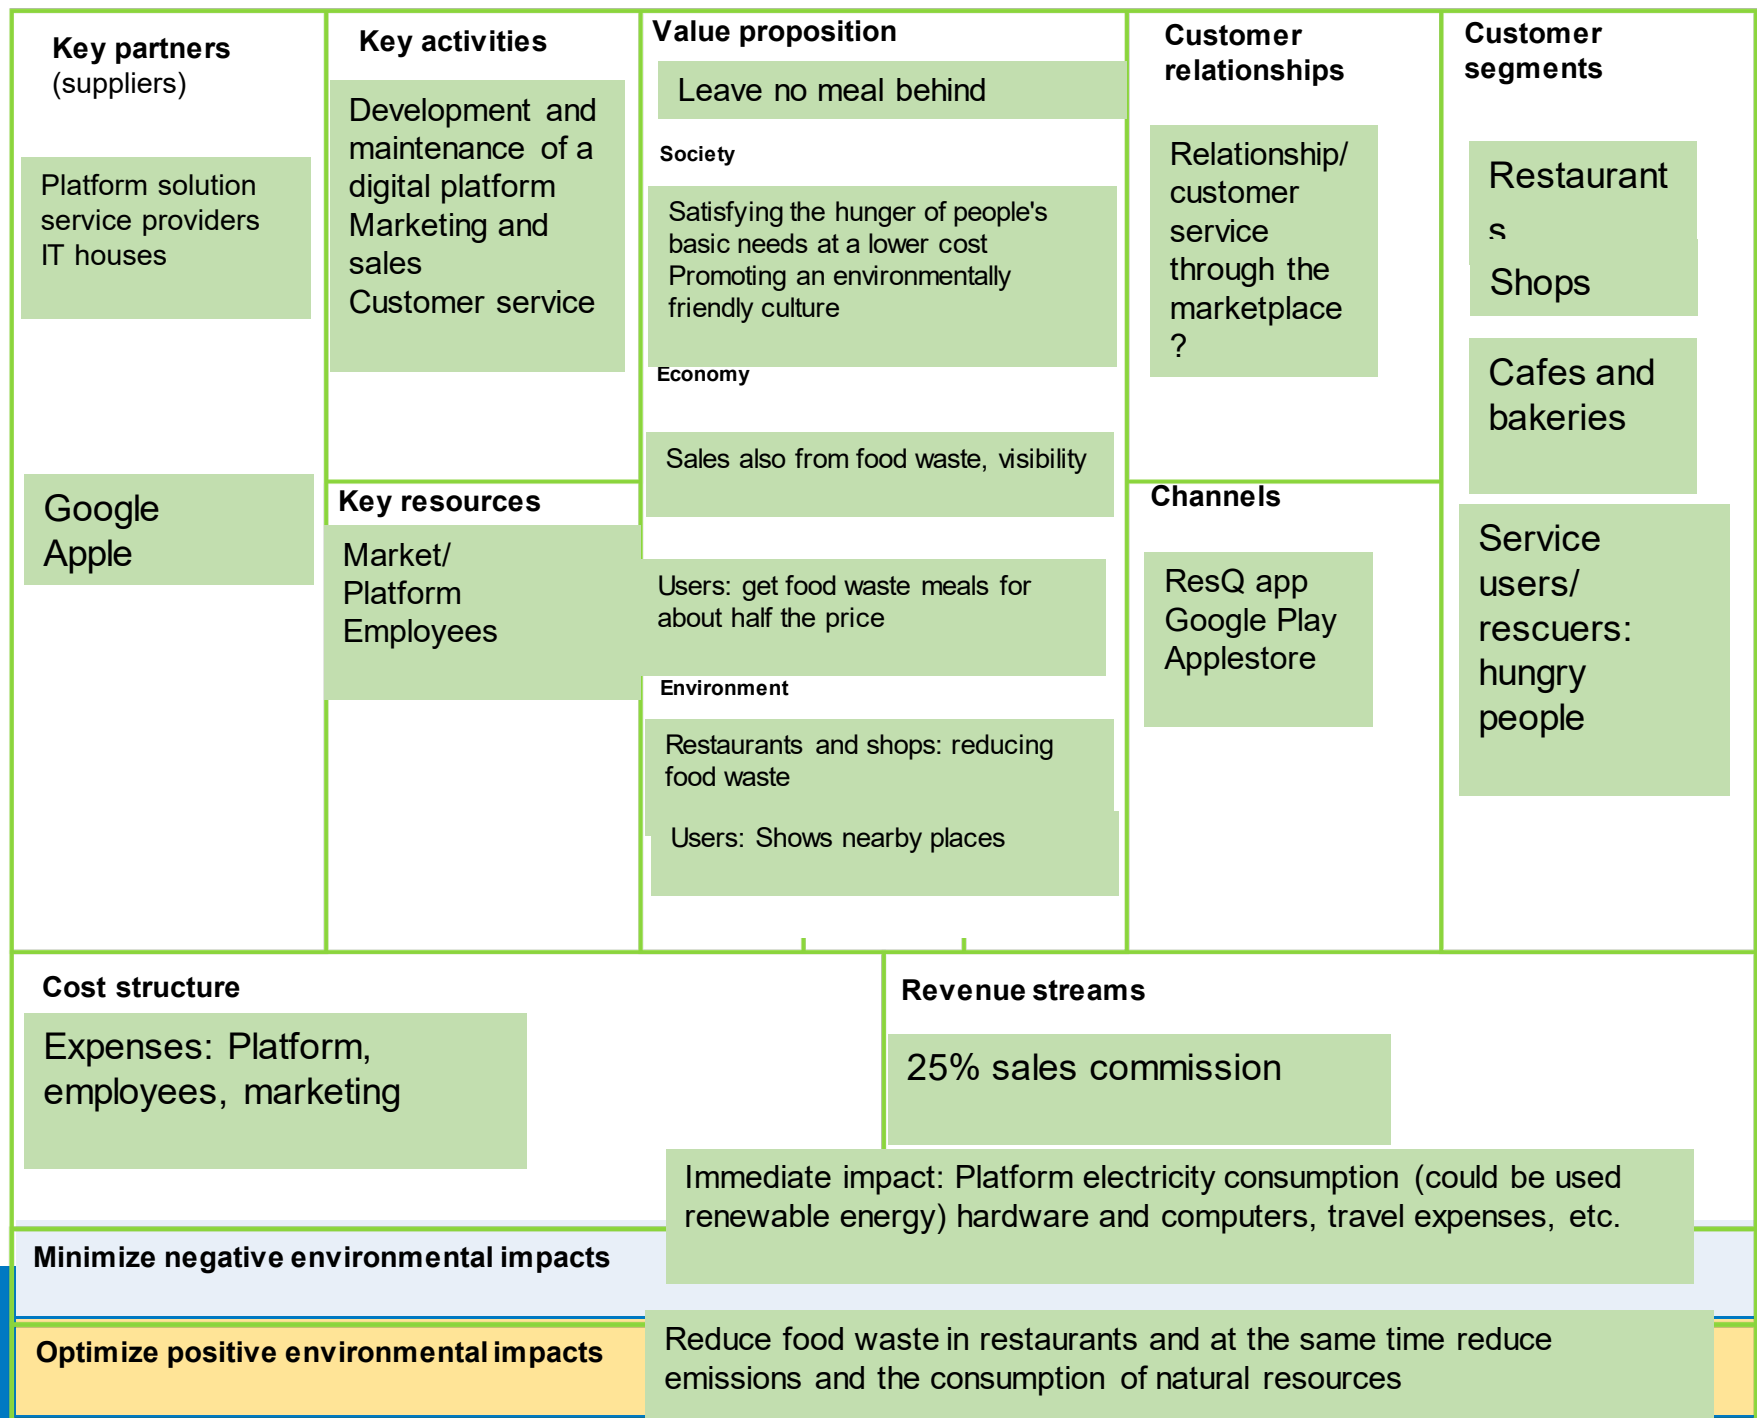 Key partners
(suppliers)
Platform solution
service providers
IT houses
Google
Apple
Key activities
Development and
maintenance of a
digital platform
Marketing and
sales
Customer service
Key resources
Market/
Platform
Employees
Value proposition
Leave no meal behind
Society
Satisfying the hunger of people's
basic needs at a lower cost
Promoting an environmentally
friendly culture
Economy
Sales also from food waste, visibility
Users: get food waste meals for
about half the price
Environment
Restaurants and shops: reducing
food waste
Users: Shows nearby places
Customer
relationships
Relationship/
customer
service
through the
marketplace
?
Channels
ResQ app
Google Play
Applestore
Customer
segments
Restaurant
s
Shops
Cafes and
bakeries
Service
users/
rescuers:
hungry
people
Cost structure
Expenses: Platform,
employees, marketing
Revenue streams
25% sales commission
Minimize negative environmental impacts
Immediate impact: Platform electricity consumption (could be used
renewable energy) hardware and computers, travel expenses, etc.
Optimize positive environmental impacts
Reduce food waste in restaurants and at the same time reduce
emissions and the consumption of natural resources